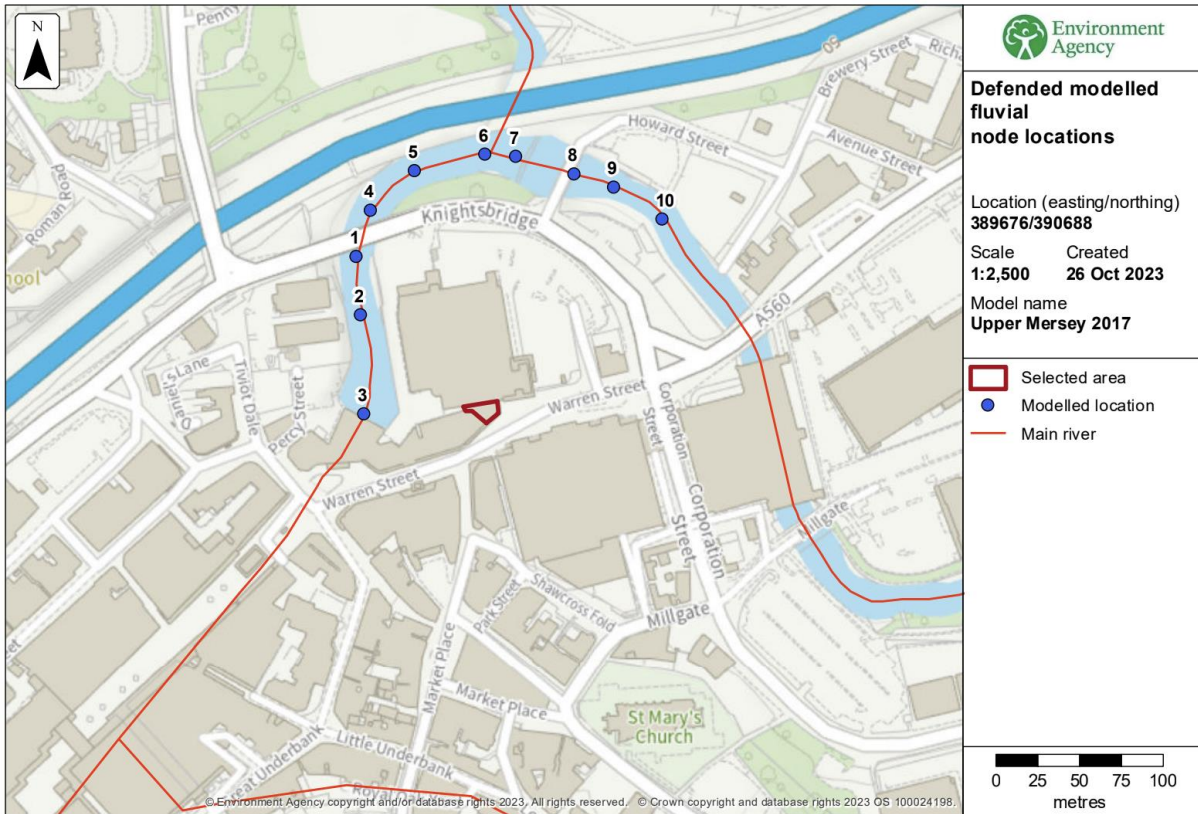 N
Penny
Roman Road
hool
S Lane
Daniel's
Tiviot Dale
Percy Street
1
2
3
4
5
6
7
8
9
10
Knightsbridge
Howard Street
Brewery Street
Avenue Street
A560
Warren Street
Warren Street
Corporation
Street
Corporation
Street
Millgate
Millgate
Shawcross Fold
Park Street
Market Place
Market Place
St Mary's
Church
Little Underbank
Great Underbank
© Environment Agency copyright and/or database rights 2023. All rights reserved. © Crown copyright and database rights 2023 OS 100024198.
Environment
Agency
Defended modelled
fluvial
node locations
Location (easting/northing)
389676/390688
Scale Created
1:2,500 26 Oct 2023
Model name
Upper Mersey 2017
Selected area
Modelled location
Main river
0 25 50 75 100
metres